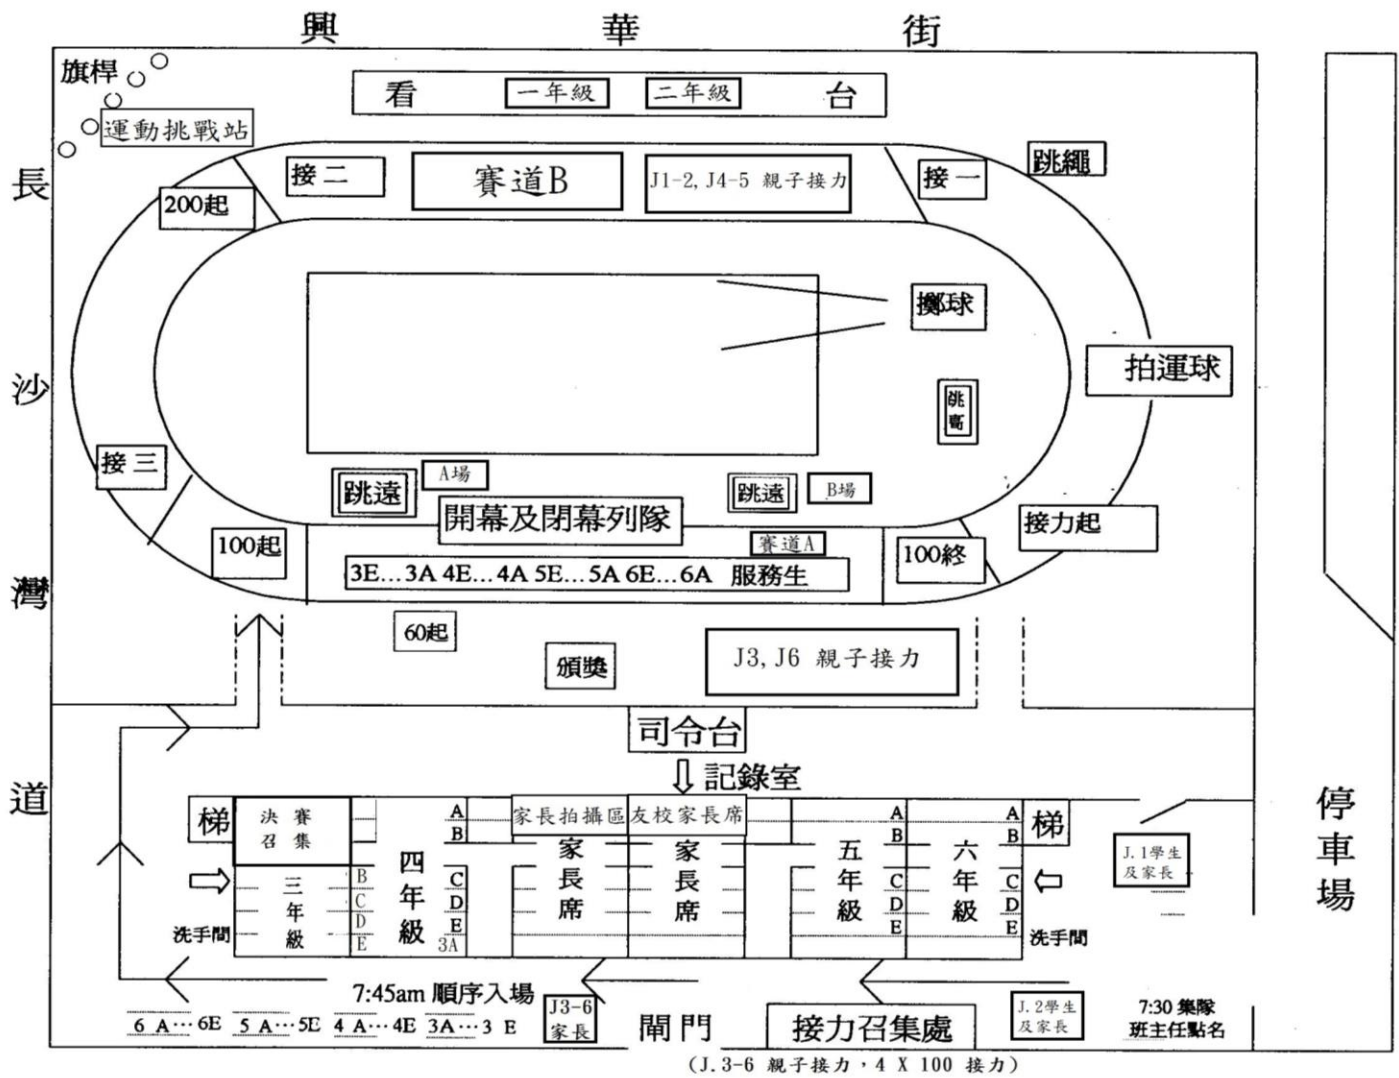 興 華 街
旗桿
看 一年級 二年級 台
運動挑戰站
長沙灣道
接二
賽道B
J1-2, J4-5 親子接力
接一
跳繩
200起
擲球
拍運球
跳高
接三
跳遠
A場
跳遠
B場
開幕及閉幕列隊
接力起
100起
賽道A
100終
3E...3A 4E...4A 5E...5A 6E...6A 服務生
60起
頒獎
J3, J6 親子接力
司令台
記錄室
停車場
梯
決賽
召集
A
B
家長拍攝區
友校家長席
A
B
A
B
梯
三年級
B
C
D
E
四年級
C
D
E
3A
家長席
家長席
五年級
C
D
E
六年級
C
D
E
J.1學生
及家長
洗手間
洗手間
7:45am 順序入場
6 A…6E 5 A…5E 4 A…4E 3A…3 E
J3-6
家長
閘門
接力召集處
J.2學生
及家長
7:30 集隊
班主任點名
(J.3-6 親子接力，4 X 100 接力)